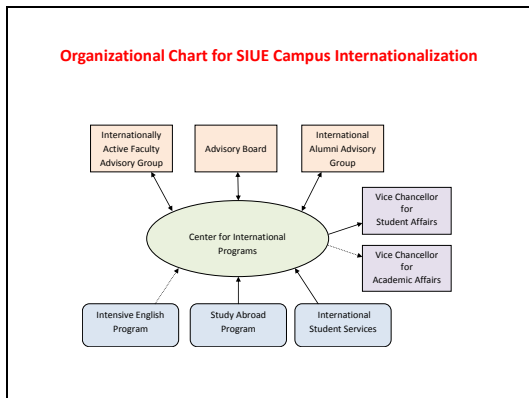 Organizational Chart for SIUE Campus Internationalization
Internationally
Active Faculty
Advisory Group
Advisory Board
International
Alumni Advisory
Group
Vice Chancellor
for
Student Affairs
Center for International
Programs
Vice Chancellor
for
Academic Affairs
Intensive English
Program
Study Abroad
Program
International
Student Services